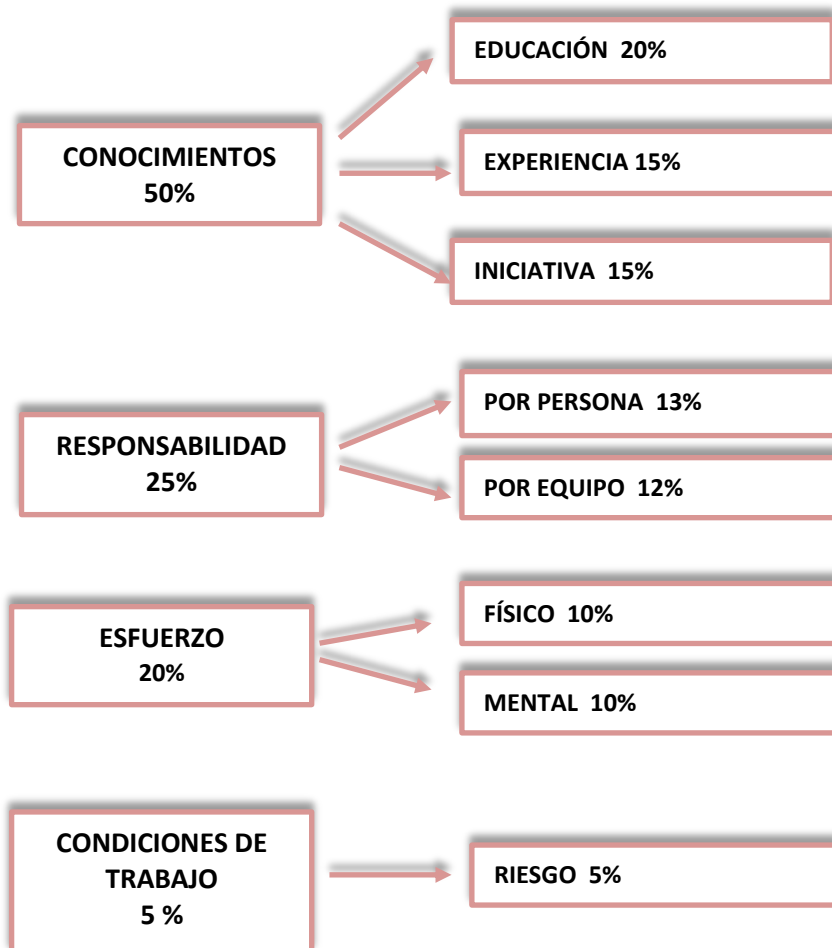 CONOCIMIENTOS
50%
EDUCACIÓN 20%
EXPERIENCIA 15%
INICIATIVA 15%
RESPONSABILIDAD
25%
POR PERSONA 13%
POR EQUIPO 12%
ESFUERZO
20%
FÍSICO 10%
MENTAL 10%
CONDICIONES DE
TRABAJO
5 %
RIESGO 5%